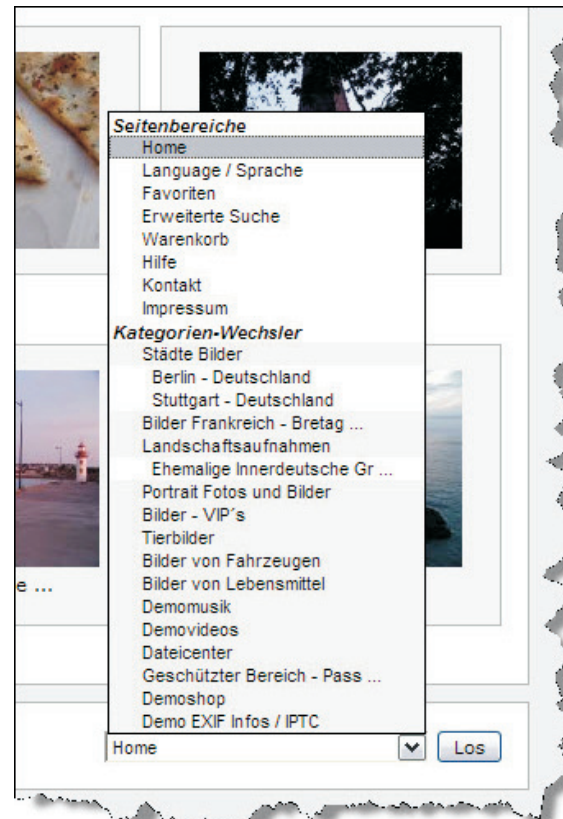 Seitenbereiche
Home
Language / Sprache
Favoriten
Erweiterte Suche
Warenkorb
Hilfe
Kontakt
Impressum
Kategorien-Wechsler
Städte Bilder
Berlin - Deutschland
Stuttgart - Deutschland
Bilder Frankreich - Bretag ...
Landschaftsaufnahmen
Ehemalige Innerdeutsche Gr ...
Portrait Fotos und Bilder
Bilder - VIP´s
Tierbilder
Bilder von Fahrzeugen
Bilder von Lebensmittel
e ...
Demomusik
Demovideos
Dateicenter
Geschützter Bereich - Pass ...
Demoshop
Demo EXIF Infos / IPTC
Home Los